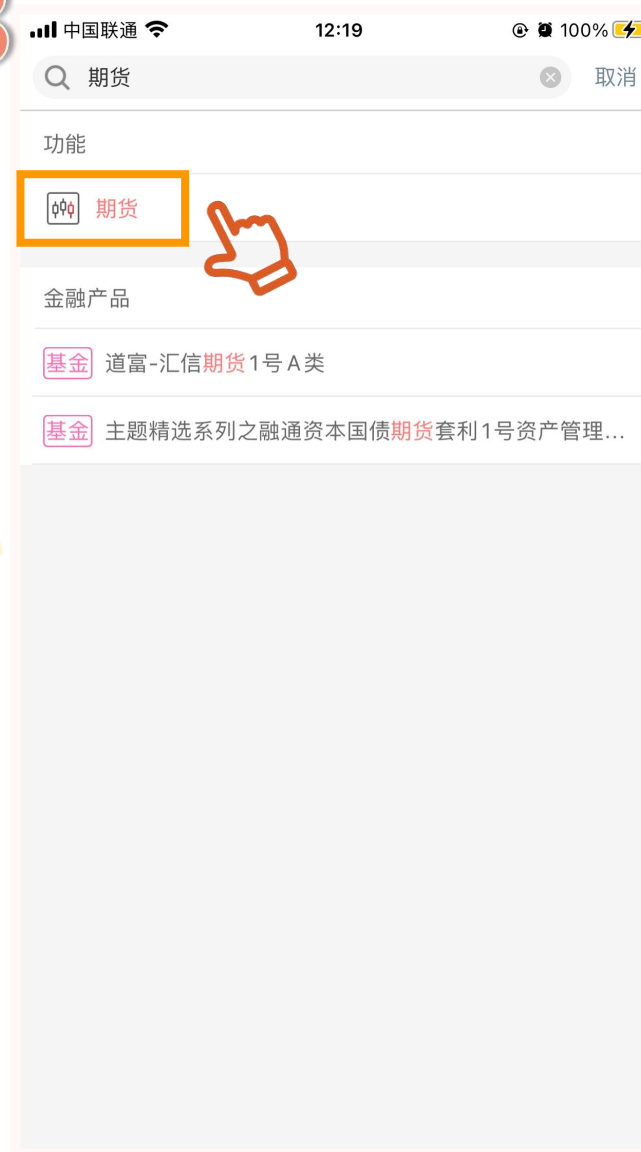 中国联通 12:19 100%
期货 取消
功能
期货
金融产品
基金 道富-汇信期货1号A类
基金 主题精选系列之融通资本国债期货套利1号资产管理...